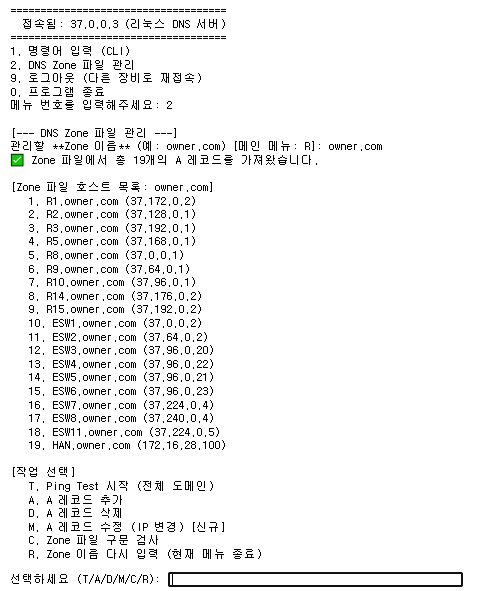 ====================================
접속됨: 37.0.0.3 (리눅스 DNS 서버)
====================================
1. 명령어 입력 (CLI)
2. DNS Zone 파일 관리
9. 로그아웃 (다른 장비로 재접속)
0. 프로그램 종료
메뉴 번호를 입력해주세요: 2
[--- DNS Zone 파일 관리 ---]
관리할 **Zone 이름** (예: owner.com) [메인 메뉴: R]: owner.com
✅ Zone 파일에서 총 19개의 A 레코드를 가져왔습니다.
[Zone 파일 호스트 목록: owner.com]
1. R1.owner.com (37.172.0.2)
2. R2.owner.com (37.128.0.1)
3. R3.owner.com (37.192.0.1)
4. R5.owner.com (37.168.0.1)
5. R8.owner.com (37.0.0.1)
6. R9.owner.com (37.64.0.1)
7. R10.owner.com (37.96.0.1)
8. R14.owner.com (37.176.0.2)
9. R15.owner.com (37.192.0.2)
10. ESW1.owner.com (37.0.0.2)
11. ESW2.owner.com (37.64.0.2)
12. ESW3.owner.com (37.96.0.20)
13. ESW4.owner.com (37.96.0.22)
14. ESW5.owner.com (37.96.0.21)
15. ESW6.owner.com (37.96.0.23)
16. ESW7.owner.com (37.224.0.4)
17. ESW8.owner.com (37.240.0.4)
18. ESW11.owner.com (37.224.0.5)
19. HAN.owner.com (172.16.28.100)
[작업 선택]
T. Ping Test 시작 (전체 도메인)
A. A 레코드 추가
D. A 레코드 삭제
M. A 레코드 수정 (IP 변경) [신규]
C. Zone 파일 구문 검사
R. Zone 이름 다시 입력 (현재 메뉴 종료)
선택하세요 (T/A/D/M/C/R):